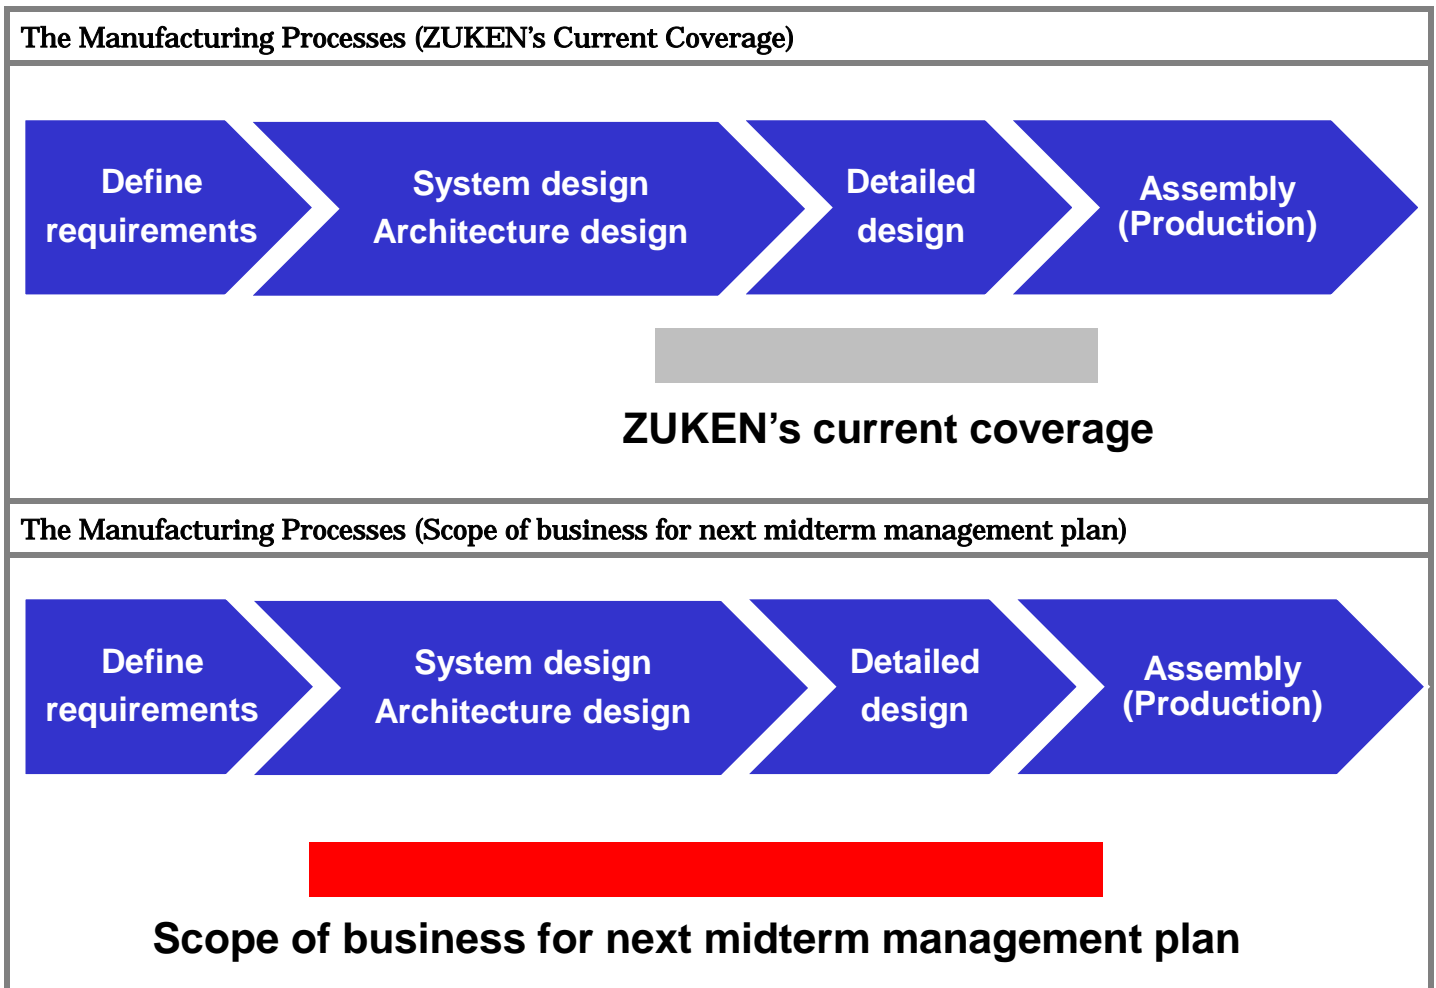 The Manufacturing Processes (ZUKEN’s Current Coverage)
Define
requirements
System design
Architecture design
Detailed
design
Assembly
(Production)
ZUKEN’s current coverage
The Manufacturing Processes (Scope of business for next midterm management plan)
Define
requirements
System design
Architecture design
Detailed
design
Assembly
(Production)
Scope of business for next midterm management plan